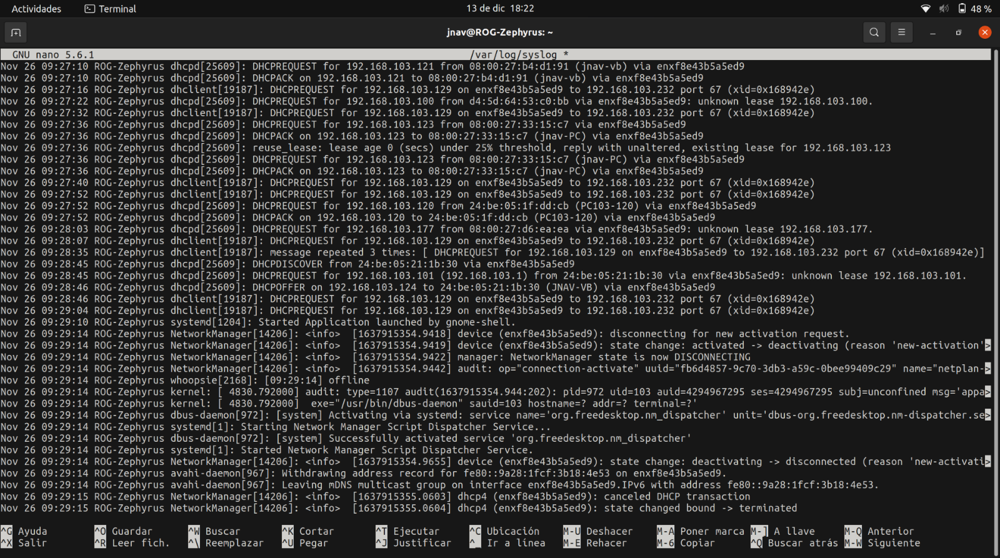 Actividades Terminal 13 de dic 18:22 48 %
jnav@ROG-Zephyrus: ~
GNU nano 5.6.1 /var/log/syslog *
Nov 26 09:27:10 ROG-Zephyrus dhcpd[25609]: DHCPREQUEST for 192.168.103.121 from 08:00:27:b4:d1:91 (jnav-vb) via enxf8e43b5a5ed9
Nov 26 09:27:10 ROG-Zephyrus dhcpd[25609]: DHCPACK on 192.168.103.121 to 08:00:27:b4:d1:91 (jnav-vb) via enxf8e43b5a5ed9
Nov 26 09:27:16 ROG-Zephyrus dhclient[19187]: DHCPREQUEST for 192.168.103.129 on enxf8e43b5a5ed9 to 192.168.103.232 port 67 (xid=0x168942e)
Nov 26 09:27:22 ROG-Zephyrus dhcpd[25609]: DHCPREQUEST for 192.168.103.100 from d4:5d:64:53:c0:bb via enxf8e43b5a5ed9: unknown lease 192.168.103.100.
Nov 26 09:27:32 ROG-Zephyrus dhclient[19187]: DHCPREQUEST for 192.168.103.129 on enxf8e43b5a5ed9 to 192.168.103.232 port 67 (xid=0x168942e)
Nov 26 09:27:36 ROG-Zephyrus dhcpd[25609]: DHCPREQUEST for 192.168.103.123 from 08:00:27:33:15:c7 via enxf8e43b5a5ed9
Nov 26 09:27:36 ROG-Zephyrus dhcpd[25609]: DHCPACK on 192.168.103.123 to 08:00:27:33:15:c7 (jnav-PC) via enxf8e43b5a5ed9
Nov 26 09:27:36 ROG-Zephyrus dhcpd[25609]: reuse_lease: lease age 0 (secs) under 25% threshold, reply with unaltered, existing lease for 192.168.103.123
Nov 26 09:27:36 ROG-Zephyrus dhcpd[25609]: DHCPREQUEST for 192.168.103.123 from 08:00:27:33:15:c7 (jnav-PC) via enxf8e43b5a5ed9
Nov 26 09:27:36 ROG-Zephyrus dhcpd[25609]: DHCPACK on 192.168.103.123 to 08:00:27:33:15:c7 (jnav-PC) via enxf8e43b5a5ed9
Nov 26 09:27:40 ROG-Zephyrus dhclient[19187]: DHCPREQUEST for 192.168.103.129 on enxf8e43b5a5ed9 to 192.168.103.232 port 67 (xid=0x168942e)
Nov 26 09:27:52 ROG-Zephyrus dhclient[19187]: DHCPREQUEST for 192.168.103.129 on enxf8e43b5a5ed9 to 192.168.103.232 port 67 (xid=0x168942e)
Nov 26 09:27:52 ROG-Zephyrus dhcpd[25609]: DHCPREQUEST for 192.168.103.120 from 24:be:05:1f:dd:cb (PC103-120) via enxf8e43b5a5ed9
Nov 26 09:27:52 ROG-Zephyrus dhcpd[25609]: DHCPACK on 192.168.103.120 to 24:be:05:1f:dd:cb (PC103-120) via enxf8e43b5a5ed9
Nov 26 09:28:03 ROG-Zephyrus dhcpd[25609]: DHCPREQUEST for 192.168.103.177 from 08:00:27:d6:ea:ea via enxf8e43b5a5ed9: unknown lease 192.168.103.177.
Nov 26 09:28:07 ROG-Zephyrus dhclient[19187]: DHCPREQUEST for 192.168.103.129 on enxf8e43b5a5ed9 to 192.168.103.232 port 67 (xid=0x168942e)
Nov 26 09:28:35 ROG-Zephyrus dhclient[19187]: message repeated 3 times: [ DHCPREQUEST for 192.168.103.129 on enxf8e43b5a5ed9 to 192.168.103.232 port 67 (xid=0x168942e)]
Nov 26 09:28:45 ROG-Zephyrus dhcpd[25609]: DHCPDISCOVER from 24:be:05:21:1b:30 via enxf8e43b5a5ed9
Nov 26 09:28:45 ROG-Zephyrus dhcpd[25609]: DHCPREQUEST for 192.168.103.101 (192.168.103.1) from 24:be:05:21:1b:30 via enxf8e43b5a5ed9: unknown lease 192.168.103.101.
Nov 26 09:28:46 ROG-Zephyrus dhcpd[25609]: DHCPOFFER on 192.168.103.124 to 24:be:05:21:1b:30 (JNAV-VB) via enxf8e43b5a5ed9
Nov 26 09:28:46 ROG-Zephyrus dhclient[19187]: DHCPREQUEST for 192.168.103.129 on enxf8e43b5a5ed9 to 192.168.103.232 port 67 (xid=0x168942e)
Nov 26 09:29:04 ROG-Zephyrus dhclient[19187]: DHCPREQUEST for 192.168.103.129 on enxf8e43b5a5ed9 to 192.168.103.232 port 67 (xid=0x168942e)
Nov 26 09:29:10 ROG-Zephyrus systemd[1204]: Started Application launched by gnome-shell.
Nov 26 09:29:14 ROG-Zephyrus NetworkManager[14206]: <info>  [1637915354.9418] device (enxf8e43b5a5ed9): disconnecting for new activation request.
Nov 26 09:29:14 ROG-Zephyrus NetworkManager[14206]: <info>  [1637915354.9419] device (enxf8e43b5a5ed9): state change: activated -> deactivating (reason 'new-activation'>
Nov 26 09:29:14 ROG-Zephyrus NetworkManager[14206]: <info>  [1637915354.9422] manager: NetworkManager state is now DISCONNECTING
Nov 26 09:29:14 ROG-Zephyrus NetworkManager[14206]: <info>  [1637915354.9442] audit: op="connection-activate" uuid="fb6d4857-9c70-3db3-a59c-0bee99409c29" name="netplan->
Nov 26 09:29:14 ROG-Zephyrus whoopsie[2168]: [09:29:14] offline
Nov 26 09:29:14 ROG-Zephyrus kernel: [ 4830.792000] audit: type=1107 audit(1637915354.944:202): pid=972 uid=103 auid=4294967295 ses=4294967295 subj=unconfined msg='appa>
Nov 26 09:29:14 ROG-Zephyrus kernel: [ 4830.792000]  exe="/usr/bin/dbus-daemon" sauid=103 hostname=? addr=? terminal=?'
Nov 26 09:29:14 ROG-Zephyrus dbus-daemon[972]: [system] Activating via systemd: service name='org.freedesktop.nm_dispatcher' unit='dbus-org.freedesktop.nm-dispatcher.se>
Nov 26 09:29:14 ROG-Zephyrus systemd[1]: Starting Network Manager Script Dispatcher Service...
Nov 26 09:29:14 ROG-Zephyrus dbus-daemon[972]: [system] Successfully activated service 'org.freedesktop.nm_dispatcher'
Nov 26 09:29:14 ROG-Zephyrus systemd[1]: Started Network Manager Script Dispatcher Service.
Nov 26 09:29:14 ROG-Zephyrus NetworkManager[14206]: <info>  [1637915354.9655] device (enxf8e43b5a5ed9): state change: deactivating -> disconnected (reason 'new-activati>
Nov 26 09:29:14 ROG-Zephyrus avahi-daemon[967]: Withdrawing address record for fe80::9a28:1fcf:3b18:4e53 on enxf8e43b5a5ed9.
Nov 26 09:29:14 ROG-Zephyrus avahi-daemon[967]: Leaving mDNS multicast group on interface enxf8e43b5a5ed9.IPv6 with address fe80::9a28:1fcf:3b18:4e53.
Nov 26 09:29:15 ROG-Zephyrus NetworkManager[14206]: <info>  [1637915355.0603] dhcp4 (enxf8e43b5a5ed9): canceled DHCP transaction
Nov 26 09:29:15 ROG-Zephyrus NetworkManager[14206]: <info>  [1637915355.0604] dhcp4 (enxf8e43b5a5ed9): state changed bound -> terminated
^G Ayuda ^O Guardar ^W Buscar ^K Cortar ^T Ejecutar ^C Ubicación M-U Deshacer M-A Poner marca M-] A llave M-Q Anterior
^X Salir ^R Leer fich. ^\ Reemplazar ^U Pegar ^J Justificar ^_ Ir a línea M-E Rehacer M-6 Copiar ^Q Buscar atrás M-W Siguiente